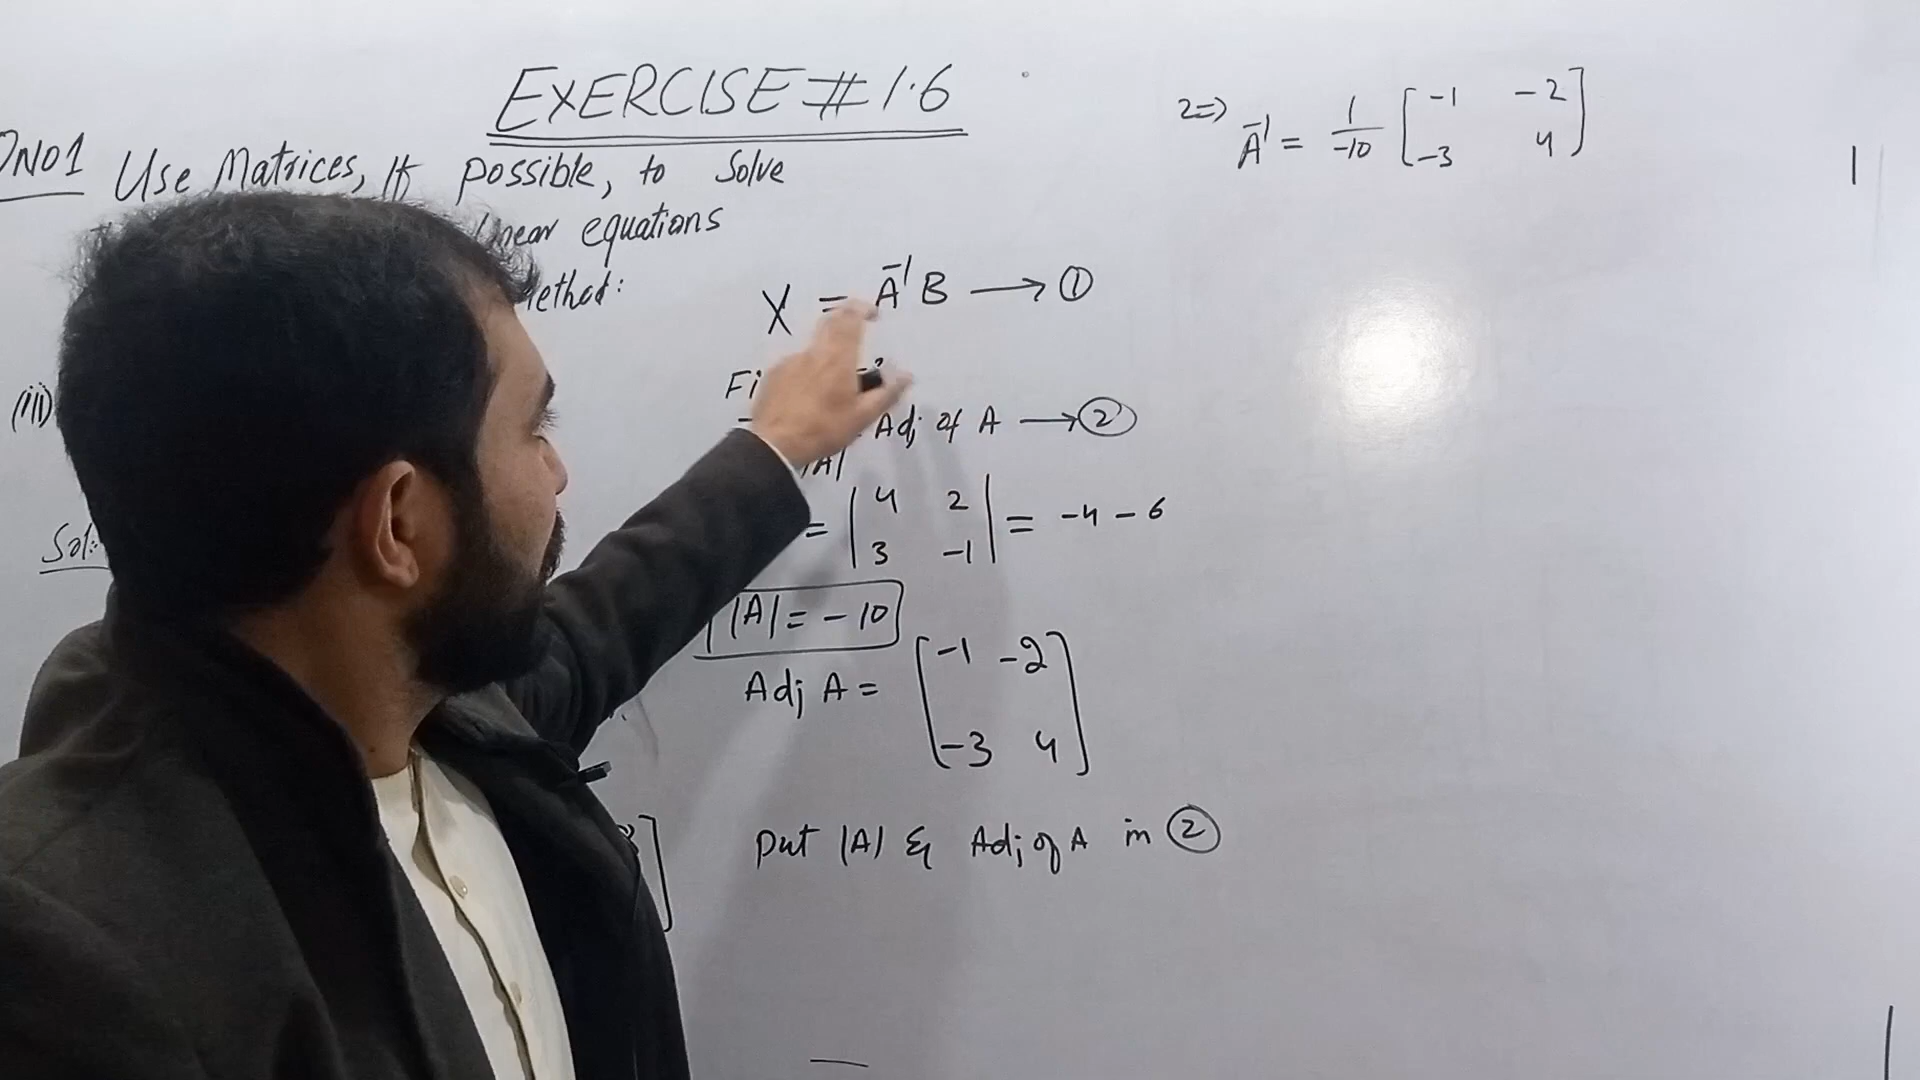 EXERCISE # 1.6
QNO1 Use Matrices, If possible, to Solve
linear equations
Method:
(iii)
Sol:
X = A⁻¹ B ⟶ ①
Adj of A ⟶ ②
|A|
= | 4 2 | = -4 - 6
| 3 -1 |
|A| = -10
Adj A = [ -1 -2 ]
[ -3 4 ]
Put |A| & Adj of A in ②
2⇒ A⁻¹ = 1/-10 [ -1 -2 ]
[ -3 4 ]